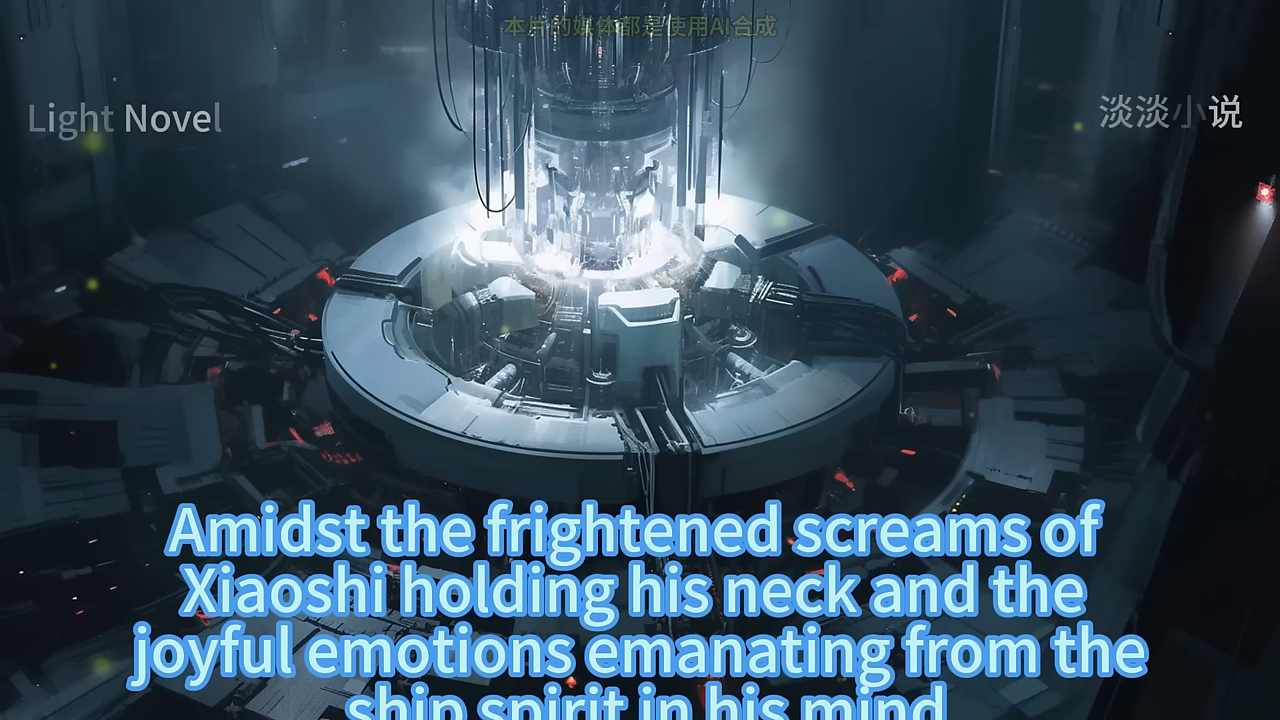 本片的媒体都是使用AI合成
Light Novel
淡淡小说
Amidst the frightened screams of
Xiaoshi holding his neck and the
joyful emotions emanating from the
ship spirit in his mind